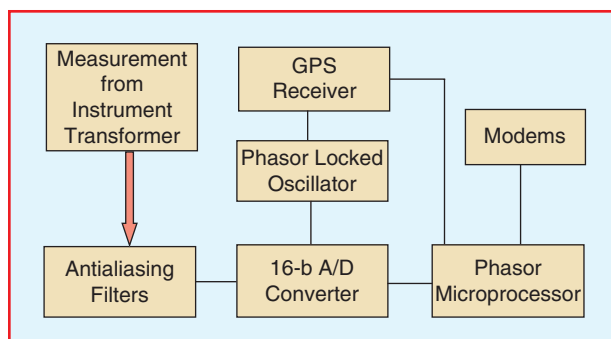 Measurement
from
Instrument
Transformer
GPS
Receiver
Phasor Locked
Oscillator
Modems
Antialiasing
Filters
16-b A/D
Converter
Phasor
Microprocessor